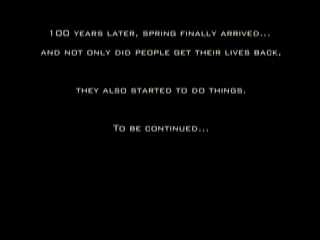 100 YEARS LATER, SPRING FINALLY ARRIVED...
AND NOT ONLY DID PEOPLE GET THEIR LIVES BACK,
THEY ALSO STARTED TO DO THINGS.
TO BE CONTINUED...